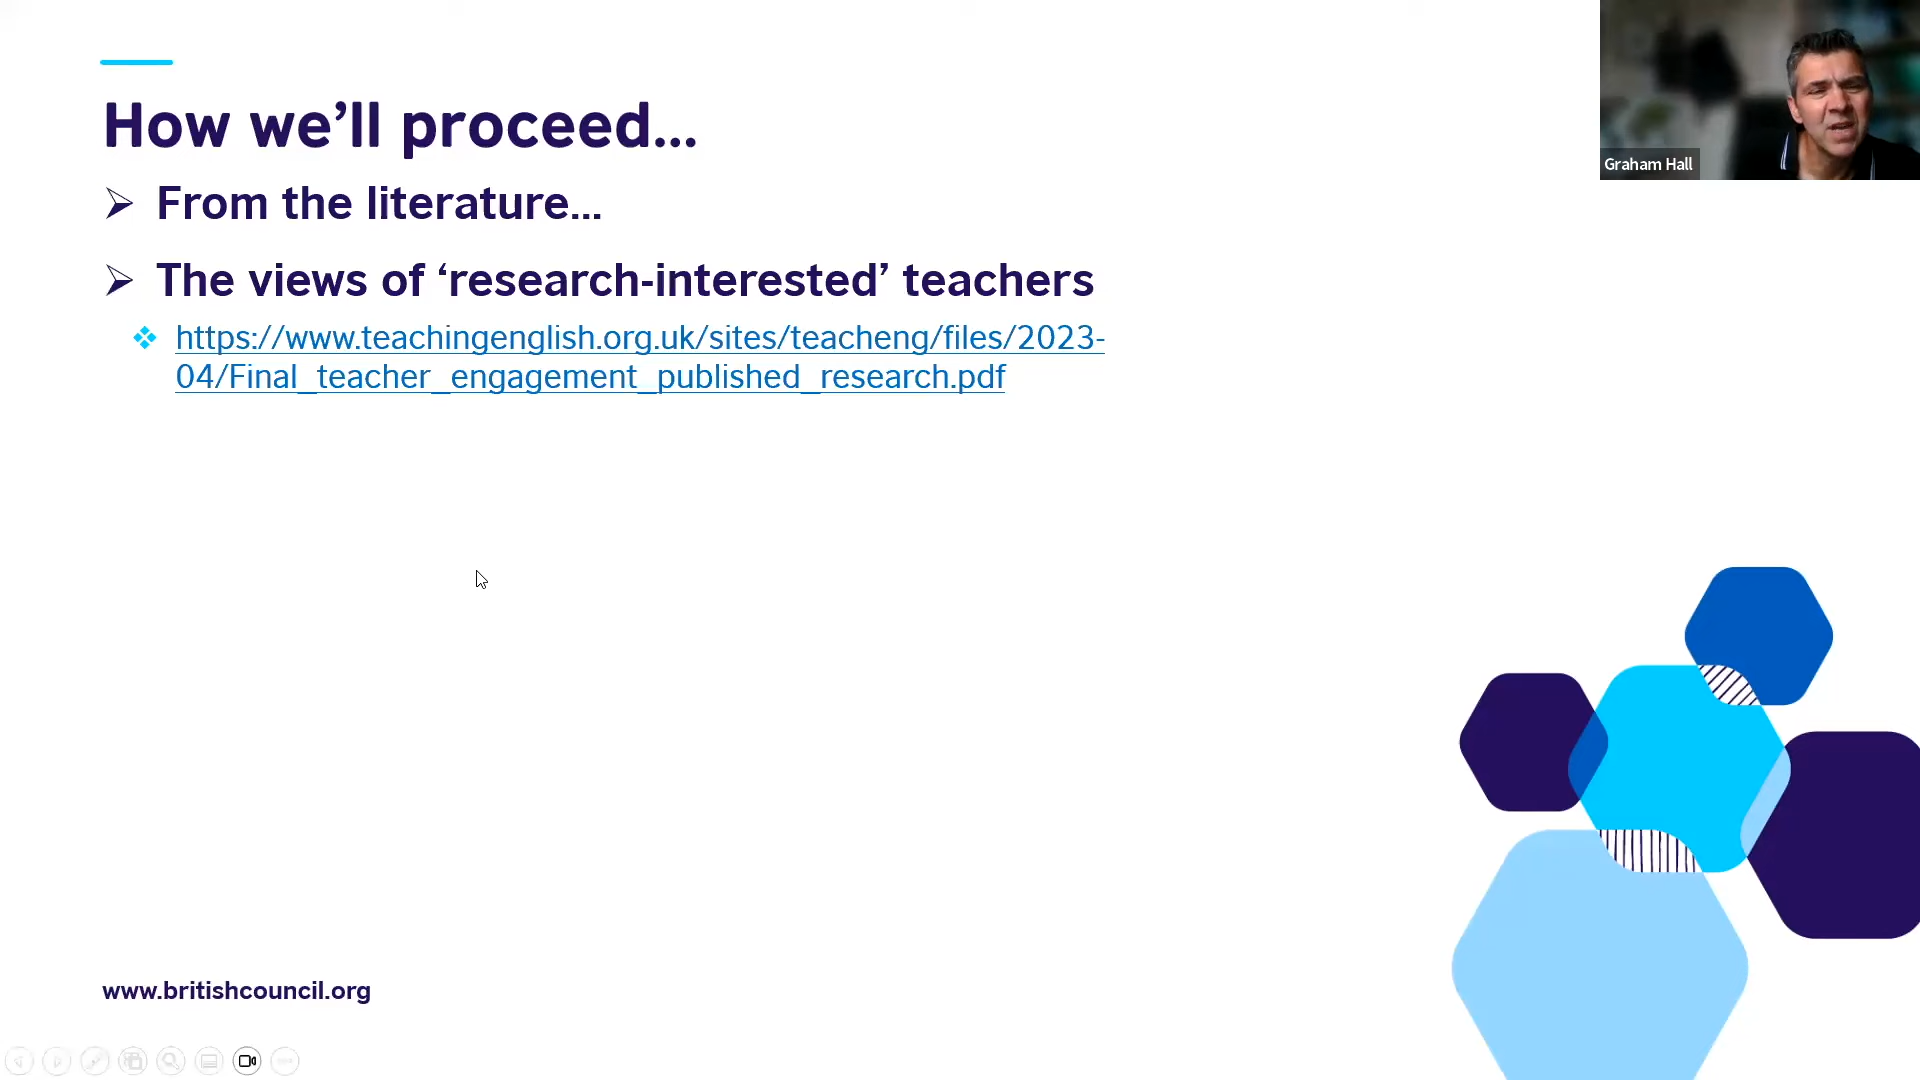 How we’ll proceed...
From the literature...
The views of ‘research-interested’ teachers
https://www.teachingenglish.org.uk/sites/teacheng/files/2023-
04/Final_teacher_engagement_published_research.pdf
Graham Hall
www.britishcouncil.org